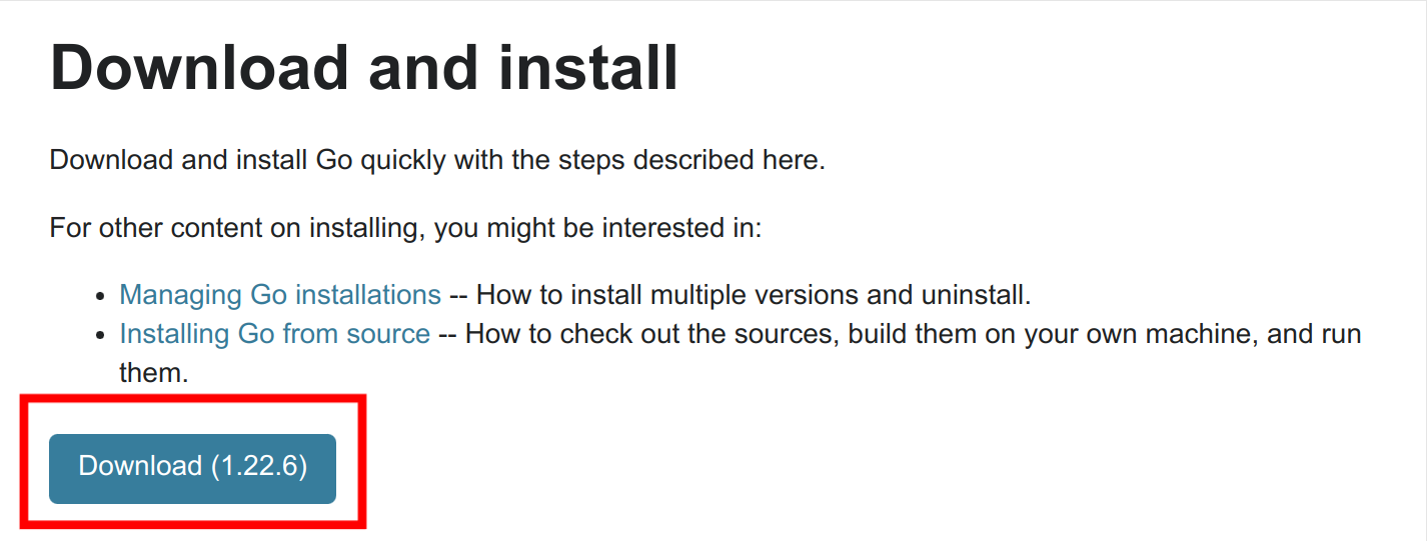 Download and install
Download and install Go quickly with the steps described here.
For other content on installing, you might be interested in:
• Managing Go installations -- How to install multiple versions and uninstall.
• Installing Go from source -- How to check out the sources, build them on your own machine, and run
them.
Download (1.22.6)